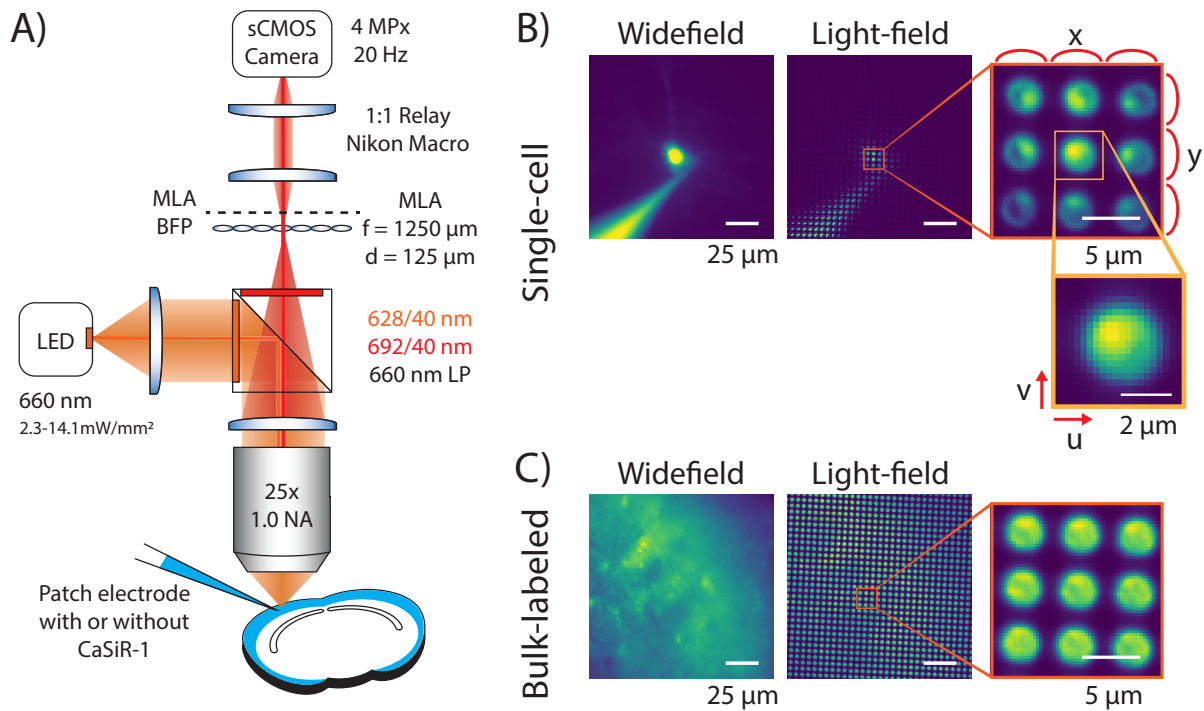 A)
sCMOS
Camera
4 MPx
20 Hz
1:1 Relay
Nikon Macro
MLA
BFP
MLA
f = 1250 µm
d = 125 µm
LED
628/40 nm
692/40 nm
660 nm LP
660 nm
2.3-14.1mW/mm²
25x
1.0 NA
Patch electrode
with or without
CaSiR-1
B)
Single-cell
Widefield
Light-field
x
y
25 µm
5 µm
v
u
2 µm
C)
Bulk-labeled
Widefield
Light-field
25 µm
5 µm